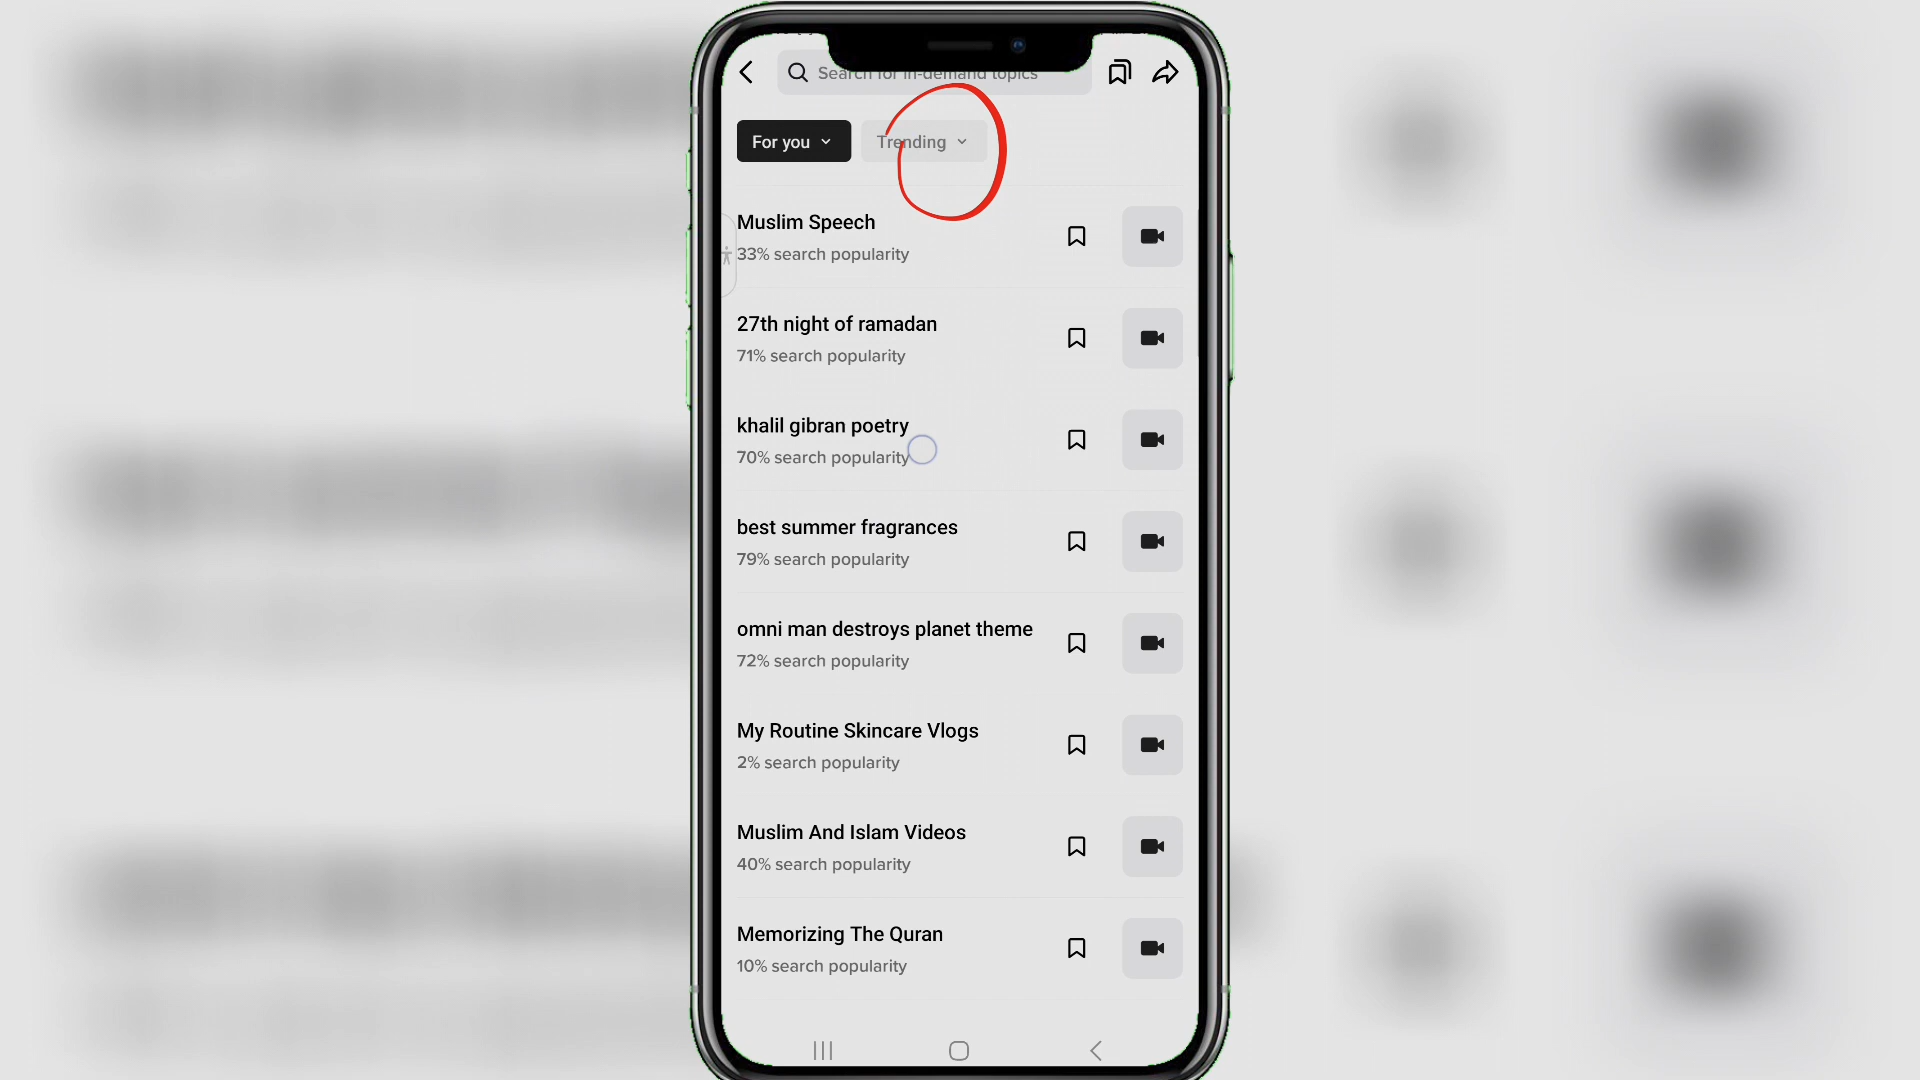 Search for in-demand topics
For you
Trending
Muslim Speech
33% search popularity
27th night of ramadan
71% search popularity
khalil gibran poetry
70% search popularity
best summer fragrances
79% search popularity
omni man destroys planet theme
72% search popularity
My Routine Skincare Vlogs
2% search popularity
Muslim And Islam Videos
40% search popularity
Memorizing The Quran
10% search popularity